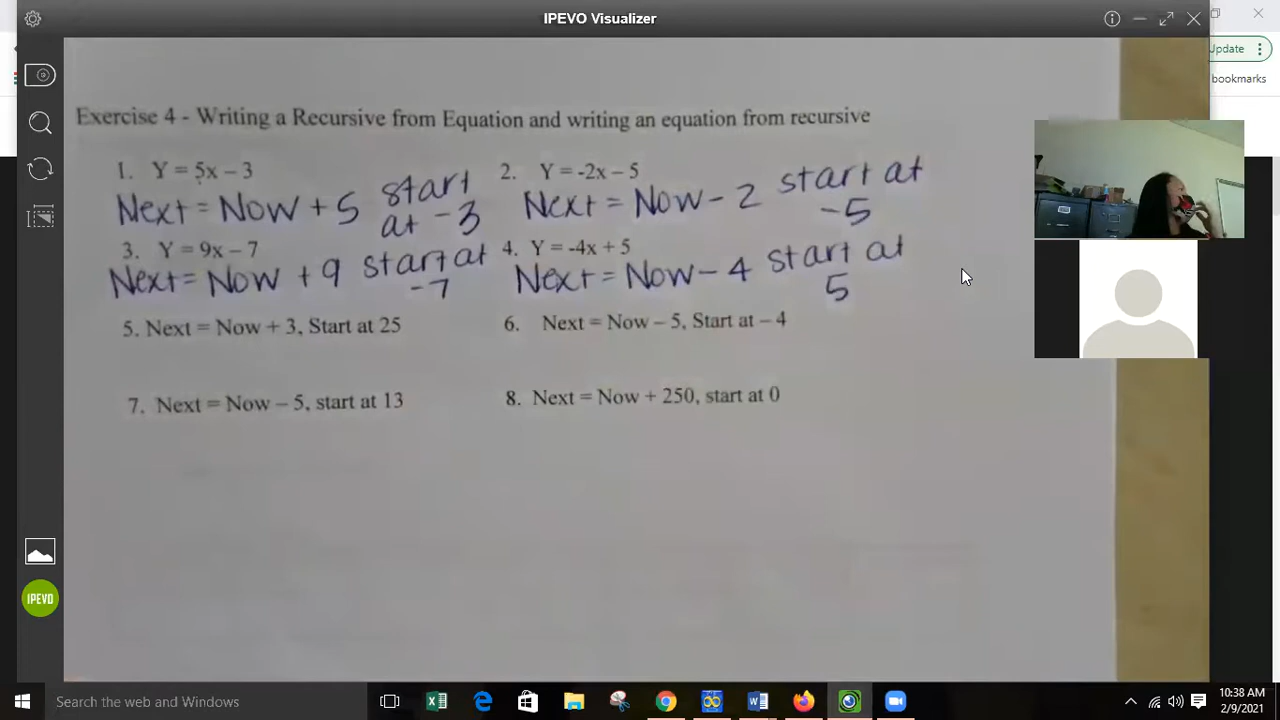 IPEVO Visualizer
Update
bookmarks
Exercise 4 - Writing a Recursive from Equation and writing an equation from recursive
1. Y = 5x – 3
Next = Now + 5 start at -3
2. Y = -2x – 5
Next = Now - 2 start at -5
3. Y = 9x – 7
Next = Now + 9 start at -7
4. Y = -4x + 5
Next = Now - 4 start at 5
5. Next = Now + 3, Start at 25
6. Next = Now – 5, Start at – 4
7. Next = Now – 5, start at 13
8. Next = Now + 250, start at 0
IPEVO
Search the web and Windows
10:38 AM
2/9/2021